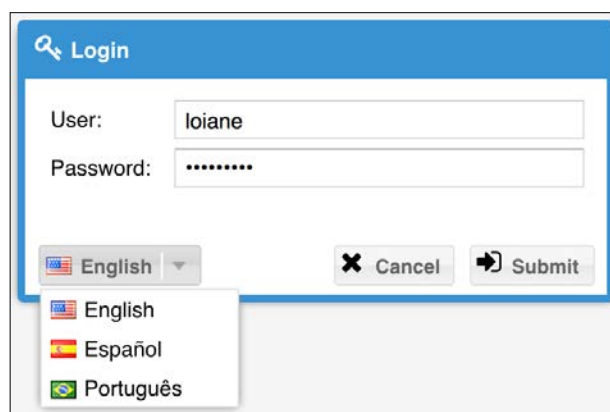 Login
User: loiane
Password: •••••••••
English Cancel Submit
English
Español
Português